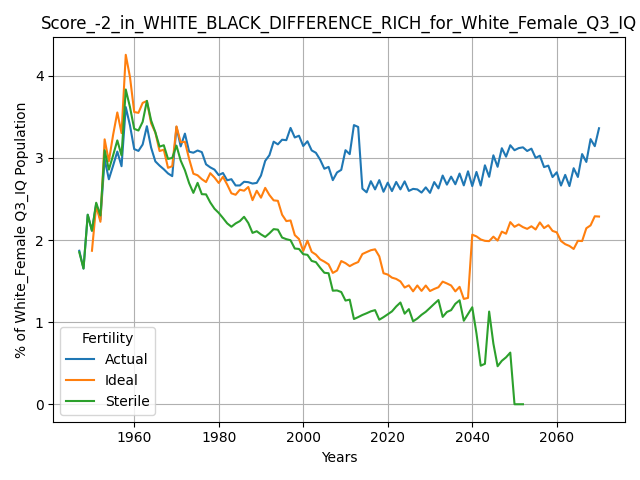 Score_-2_in_WHITE_BLACK_DIFFERENCE_RICH_for_White_Female_Q3_IQ
% of White_Female Q3_IQ Population
4
3
2
1
0
Fertility
Actual
Ideal
Sterile
1960 1980 2000 2020 2040 2060
Years